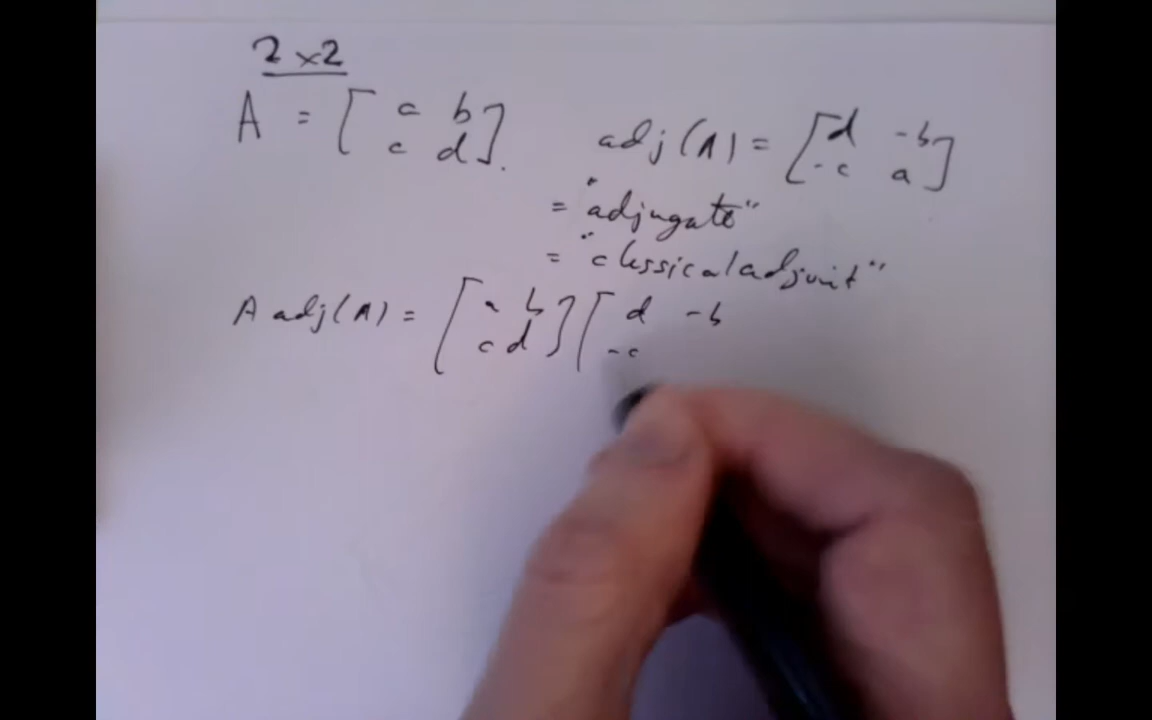 2 x 2
A = [ a b
c d ].
adj(A) = [ d -b
-c a ]
= "adjugate"
= "classical adjoint"
A adj(A) = [ a b
c d ] [ d -b
-c